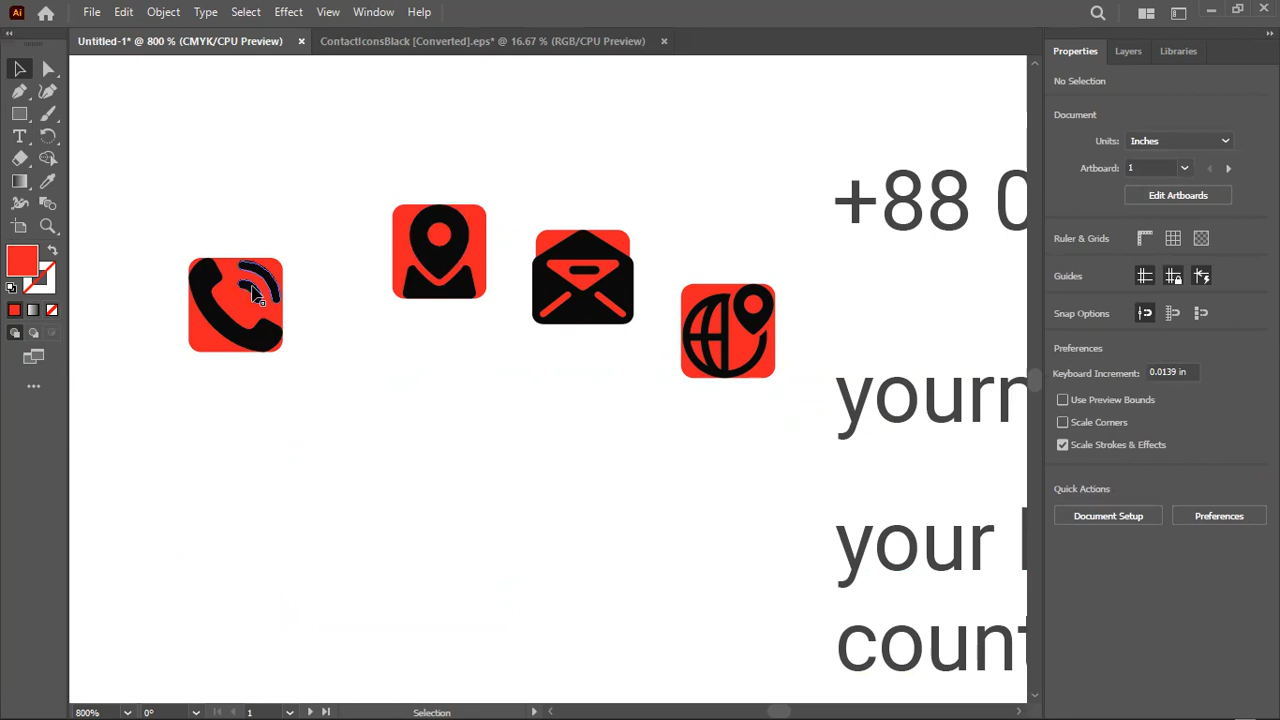 Ai File Edit Object Type Select Effect View Window Help
Untitled-1* @ 800 % (CMYK/CPU Preview) ContactIconsBlack [Converted].eps* @ 16.67 % (RGB/CPU Preview)
Properties Layers Libraries
No Selection
Document
Units: Inches
Artboard: 1
Edit Artboards
Ruler & Grids
Guides
Snap Options
Preferences
Keyboard Increment: 0.0139 in
Use Preview Bounds
Scale Corners
Scale Strokes & Effects
Quick Actions
Document Setup Preferences
+88 0
yourn
your
count
800% 0° 1 Selection